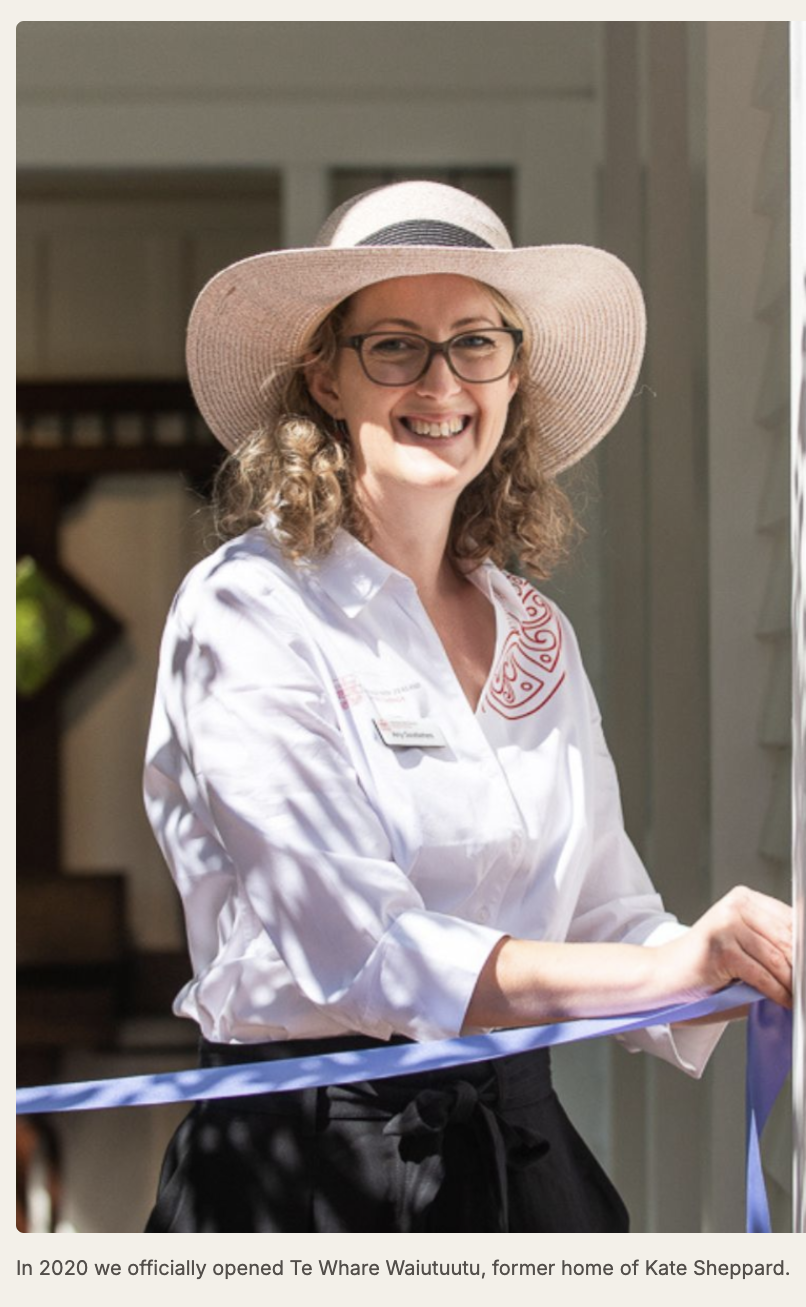 In 2020 we officially opened Te Whare Waiutuutu, former home of Kate Sheppard.